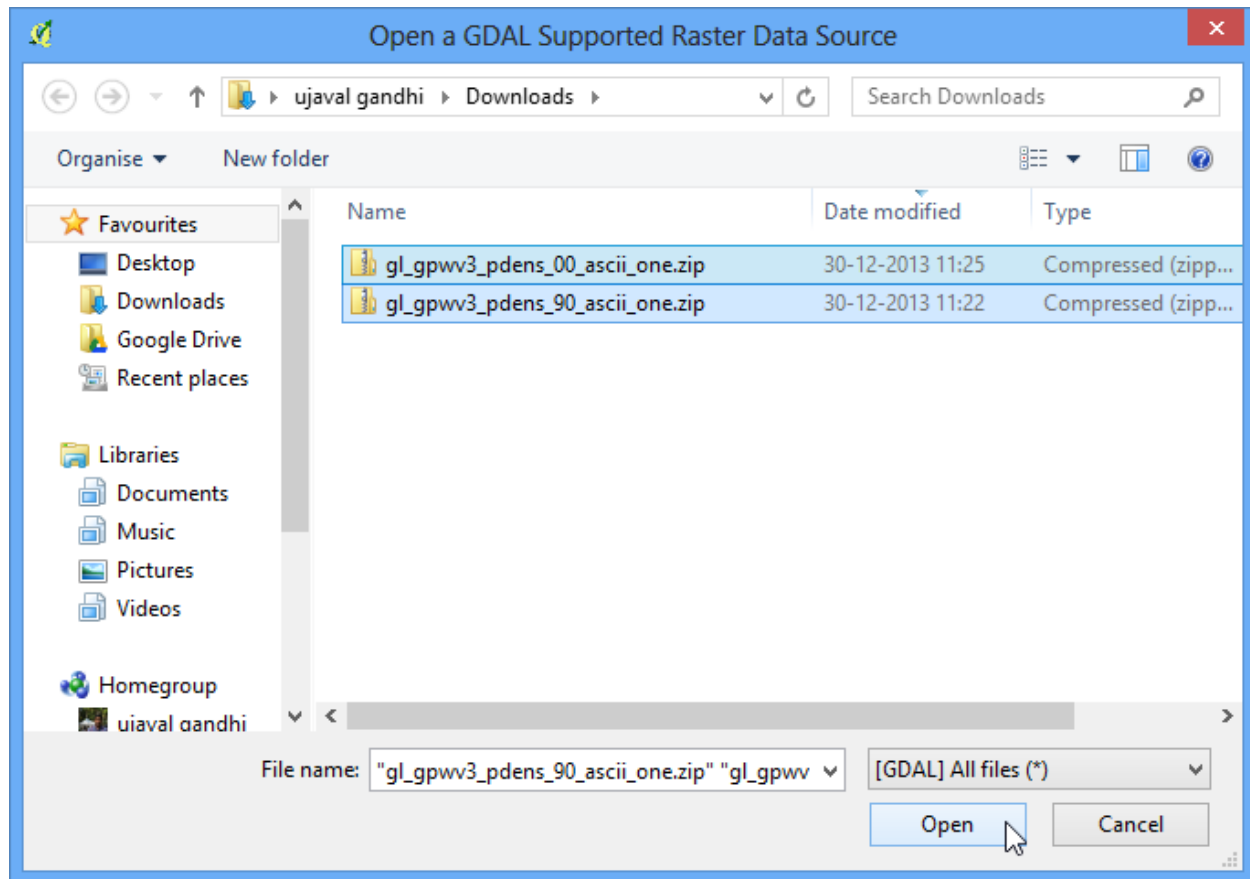 Open a GDAL Supported Raster Data Source
ujaval gandhi Downloads
Search Downloads
Organise New folder
Name Date modified Type
Favourites
Desktop
Downloads
Google Drive
Recent places
Libraries
Documents
Music
Pictures
Videos
Homegroup
ujaval gandhi
gl_gpwv3_pdens_00_ascii_one.zip 30-12-2013 11:25 Compressed (zipp...
gl_gpwv3_pdens_90_ascii_one.zip 30-12-2013 11:22 Compressed (zipp...
File name: "gl_gpwv3_pdens_90_ascii_one.zip" "gl_gpwv
[GDAL] All files (*)
Open Cancel